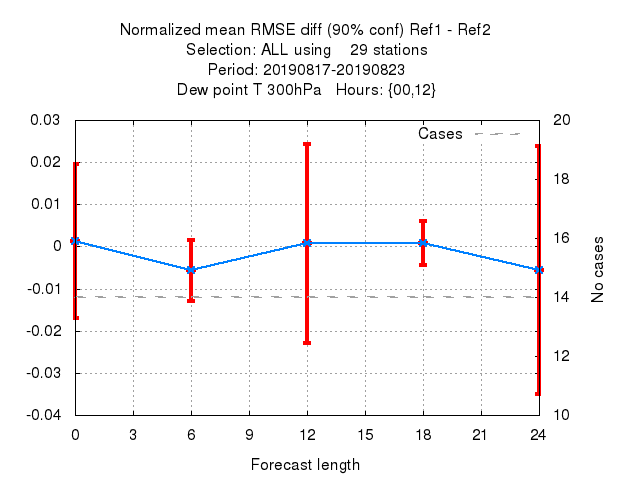 Normalized mean RMSE diff (90% conf) Ref1 - Ref2
Selection: ALL using    29 stations
Period: 20190817-20190823
Dew point T 300hPa   Hours: {00,12}
Cases
0.03
0.02
0.01
0
-0.01
-0.02
-0.03
-0.04
20
18
16
14
12
10
No cases
0 3 6 9 12 15 18 21 24
Forecast length